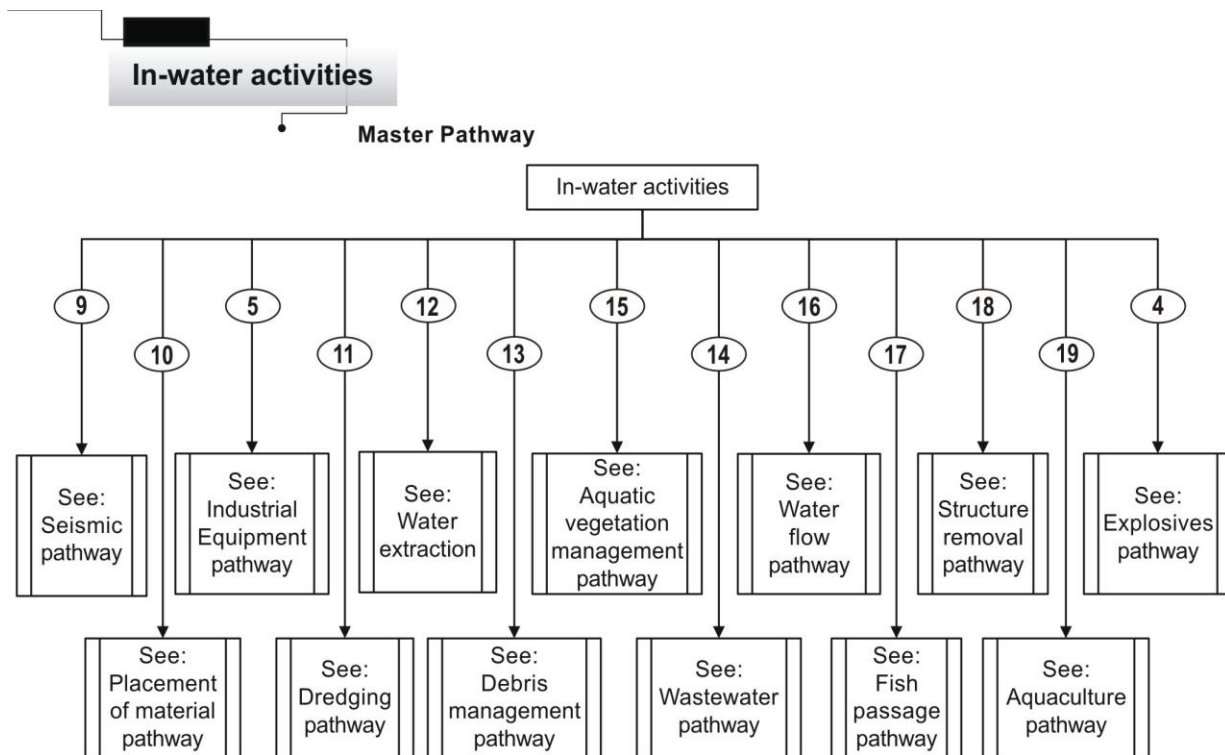 In-water activities
Master Pathway
In-water activities
9
5
12
15
16
18
4
10
11
13
14
17
19
See:
Seismic
pathway
See:
Industrial
Equipment
pathway
See:
Water
extraction
See:
Aquatic
vegetation
management
pathway
See:
Water
flow
pathway
See:
Structure
removal
pathway
See:
Explosives
pathway
See:
Placement
of material
pathway
See:
Dredging
pathway
See:
Debris
management
pathway
See:
Wastewater
pathway
See:
Fish
passage
pathway
See:
Aquaculture
pathway